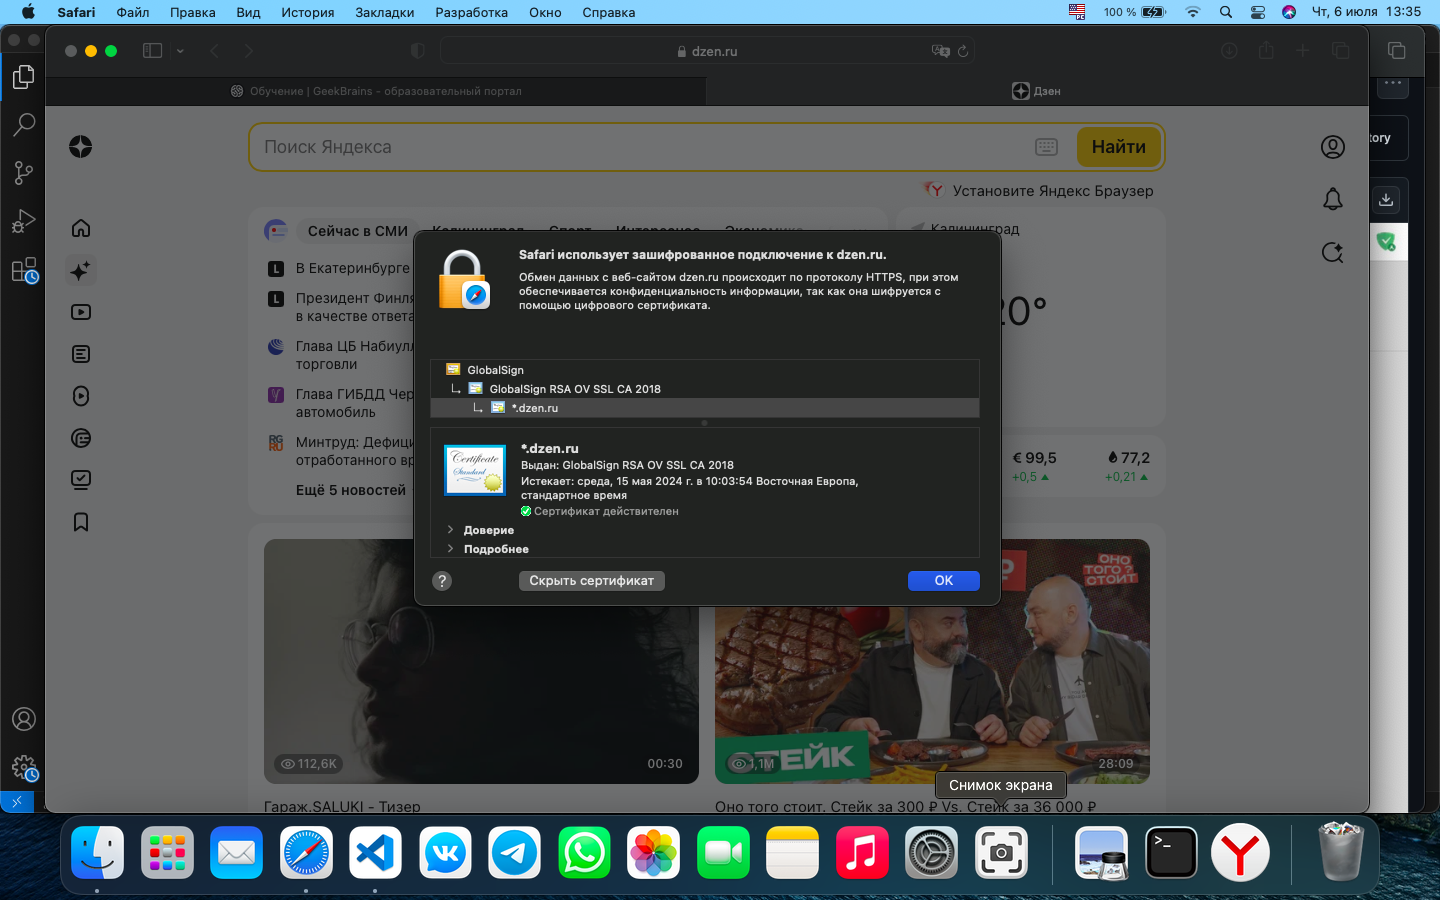 Safari Файл Правка Вид История Закладки Разработка Окно Справка
100 % Чт, 6 июля 13:35
dzen.ru
Обучение | GeekBrains – образовательный портал
Дзен
Поиск Яндекса
Найти
Установите Яндекс Браузер
Сейчас в СМИ
Калининград
В Екатеринбурге
Президент Финля
в качестве ответа
Глава ЦБ Набиулл
торговли
Глава ГИБДД Чер
автомобиль
Минтруд: Дефици
отработанного вр
Ещё 5 новостей
20°
€ 99,5
+0,5
77,2
+0,21
Safari использует зашифрованное подключение к dzen.ru.
Обмен данных с веб-сайтом dzen.ru происходит по протоколу HTTPS, при этом
обеспечивается конфиденциальность информации, так как она шифруется с
помощью цифрового сертификата.
GlobalSign
GlobalSign RSA OV SSL CA 2018
*.dzen.ru
Certificate
Standard
*.dzen.ru
Выдан: GlobalSign RSA OV SSL CA 2018
Истекает: среда, 15 мая 2024 г. в 10:03:54 Восточная Европа,
стандартное время
Сертификат действителен
Доверие
Подробнее
?
Скрыть сертификат
OK
tory
ОНО
ТОГО ?
СТОИТ
СТЕЙК
112,6K
00:30
1,1M
28:09
Гараж.SALUKI - Тизер
Оно того стоит. Стейк за 300 ₽ Vs. Стейк за 36 000 ₽
Снимок экрана